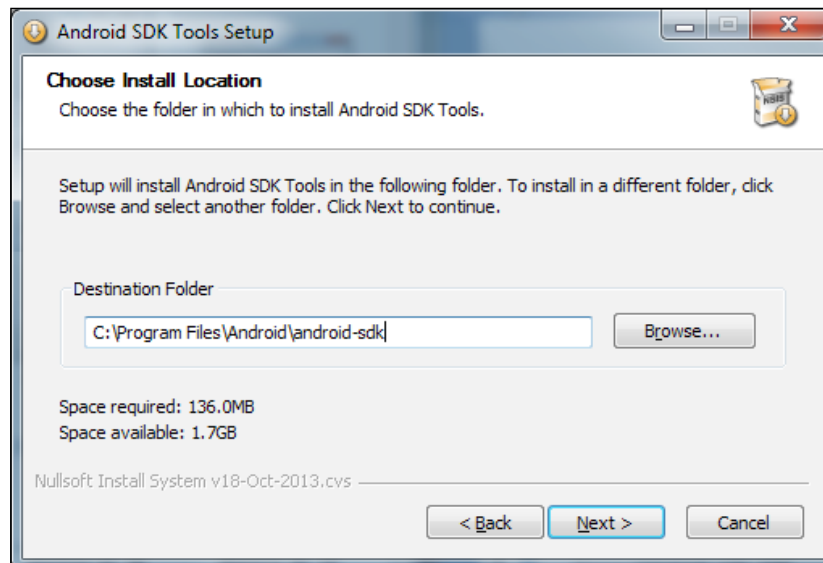 Android SDK Tools Setup
Choose Install Location
Choose the folder in which to install Android SDK Tools.
NSIS
Setup will install Android SDK Tools in the following folder. To install in a different folder, click
Browse and select another folder. Click Next to continue.
Destination Folder
C:\Program Files\Android\android-sdk
Browse...
Space required: 136.0MB
Space available: 1.7GB
Nullsoft Install System v18-Oct-2013.cvs
< Back
Next >
Cancel